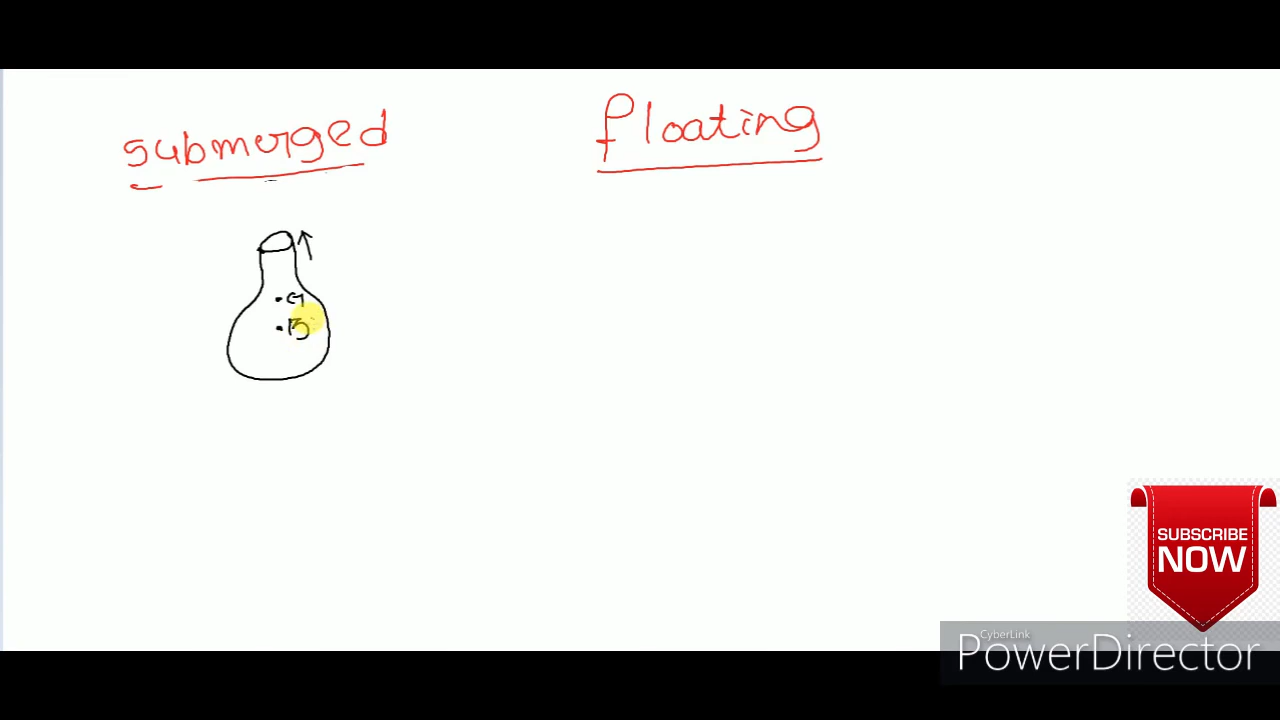 submerged
floating
G
B
SUBSCRIBE
NOW
CyberLink
PowerDirector